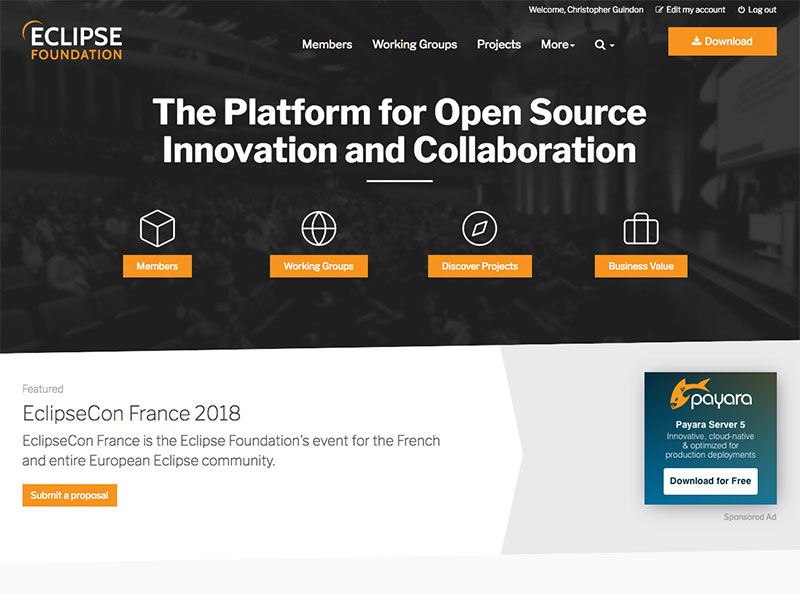 Welcome, Christopher Guindon Edit my account Log out
ECLIPSE
FOUNDATION
Members Working Groups Projects More
Download
The Platform for Open Source
Innovation and Collaboration
Members Working Groups Discover Projects Business Value
Featured
EclipseCon France 2018
EclipseCon France is the Eclipse Foundation's event for the French
and entire European Eclipse community.
Submit a proposal
payara
Payara Server 5
Innovative, cloud-native
& optimized for
production deployments
Download for Free
Sponsored Ad